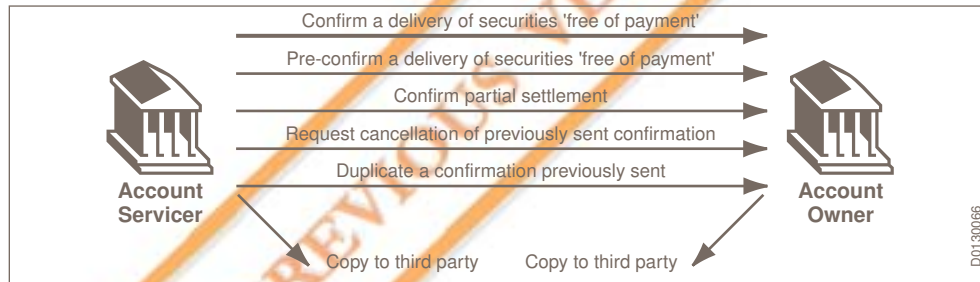 Confirm a delivery of securities 'free of payment'
Pre-confirm a delivery of securities 'free of payment'
Confirm partial settlement
Request cancellation of previously sent confirmation
Duplicate a confirmation previously sent
Account
Servicer
Account
Owner
Copy to third party
Copy to third party
D0130066
REVIOUS VE